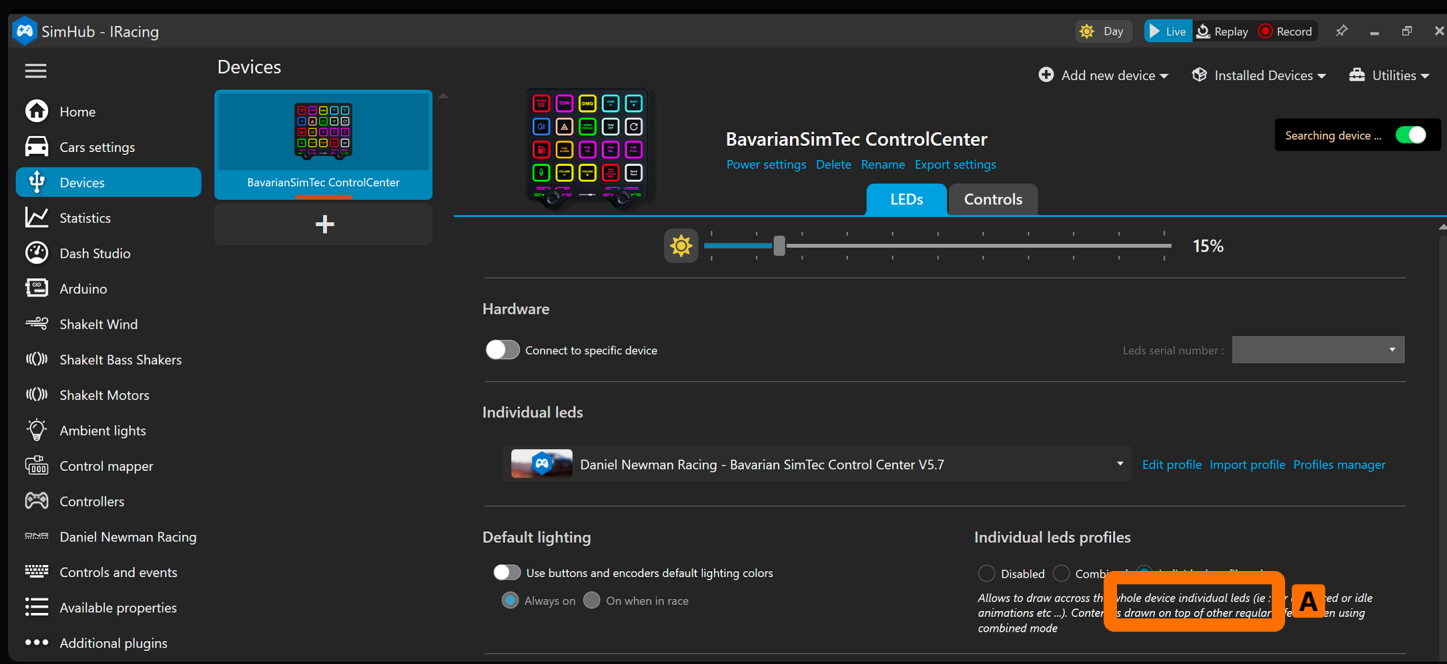 SimHub - IRacing
Day
Live
Replay
Record
Devices
Add new device
Installed Devices
Utilities
Home
Cars settings
Devices
Statistics
Dash Studio
Arduino
ShakeIt Wind
ShakeIt Bass Shakers
ShakeIt Motors
Ambient lights
Control mapper
Controllers
Daniel Newman Racing
Controls and events
Available properties
Additional plugins
BavarianSimTec ControlCenter
BavarianSimTec ControlCenter
Power settings Delete Rename Export settings
Searching device ...
LEDs
Controls
15%
Hardware
Connect to specific device
Leds serial number :
Individual leds
Daniel Newman Racing - Bavarian SimTec Control Center V5.7
Edit profile Import profile Profiles manager
Default lighting
Use buttons and encoders default lighting colors
Always on
On when in race
Individual leds profiles
Disabled
Allows to draw accross whole device individual leds (ie : or idle
animations etc ...). drawn on top of other regular using
combined mode
A